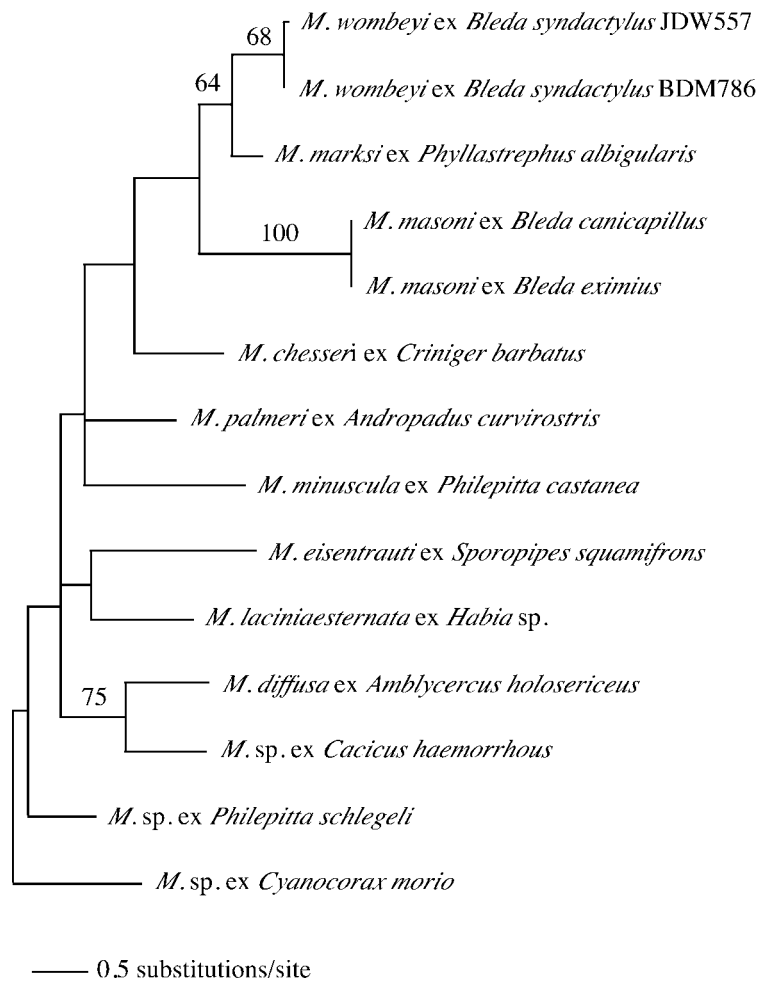 68
M. wombeyi ex Bleda syndactylus JDW557
64
M. wombeyi ex Bleda syndactylus BDM786
M. marksi ex Phyllastrephus albigularis
100
M. masoni ex Bleda canicapillus
M. masoni ex Bleda eximius
M. chesseri ex Criniger barbatus
M. palmeri ex Andropadus curvirostris
M. minuscula ex Philepitta castanea
M. eisentrauti ex Sporopipes squamifrons
M. laciniaesternata ex Habia sp.
75
M. diffusa ex Amblycercus holosericeus
M. sp. ex Cacicus haemorrhous
M. sp. ex Philepitta schlegeli
M. sp. ex Cyanocorax morio
0.5 substitutions/site